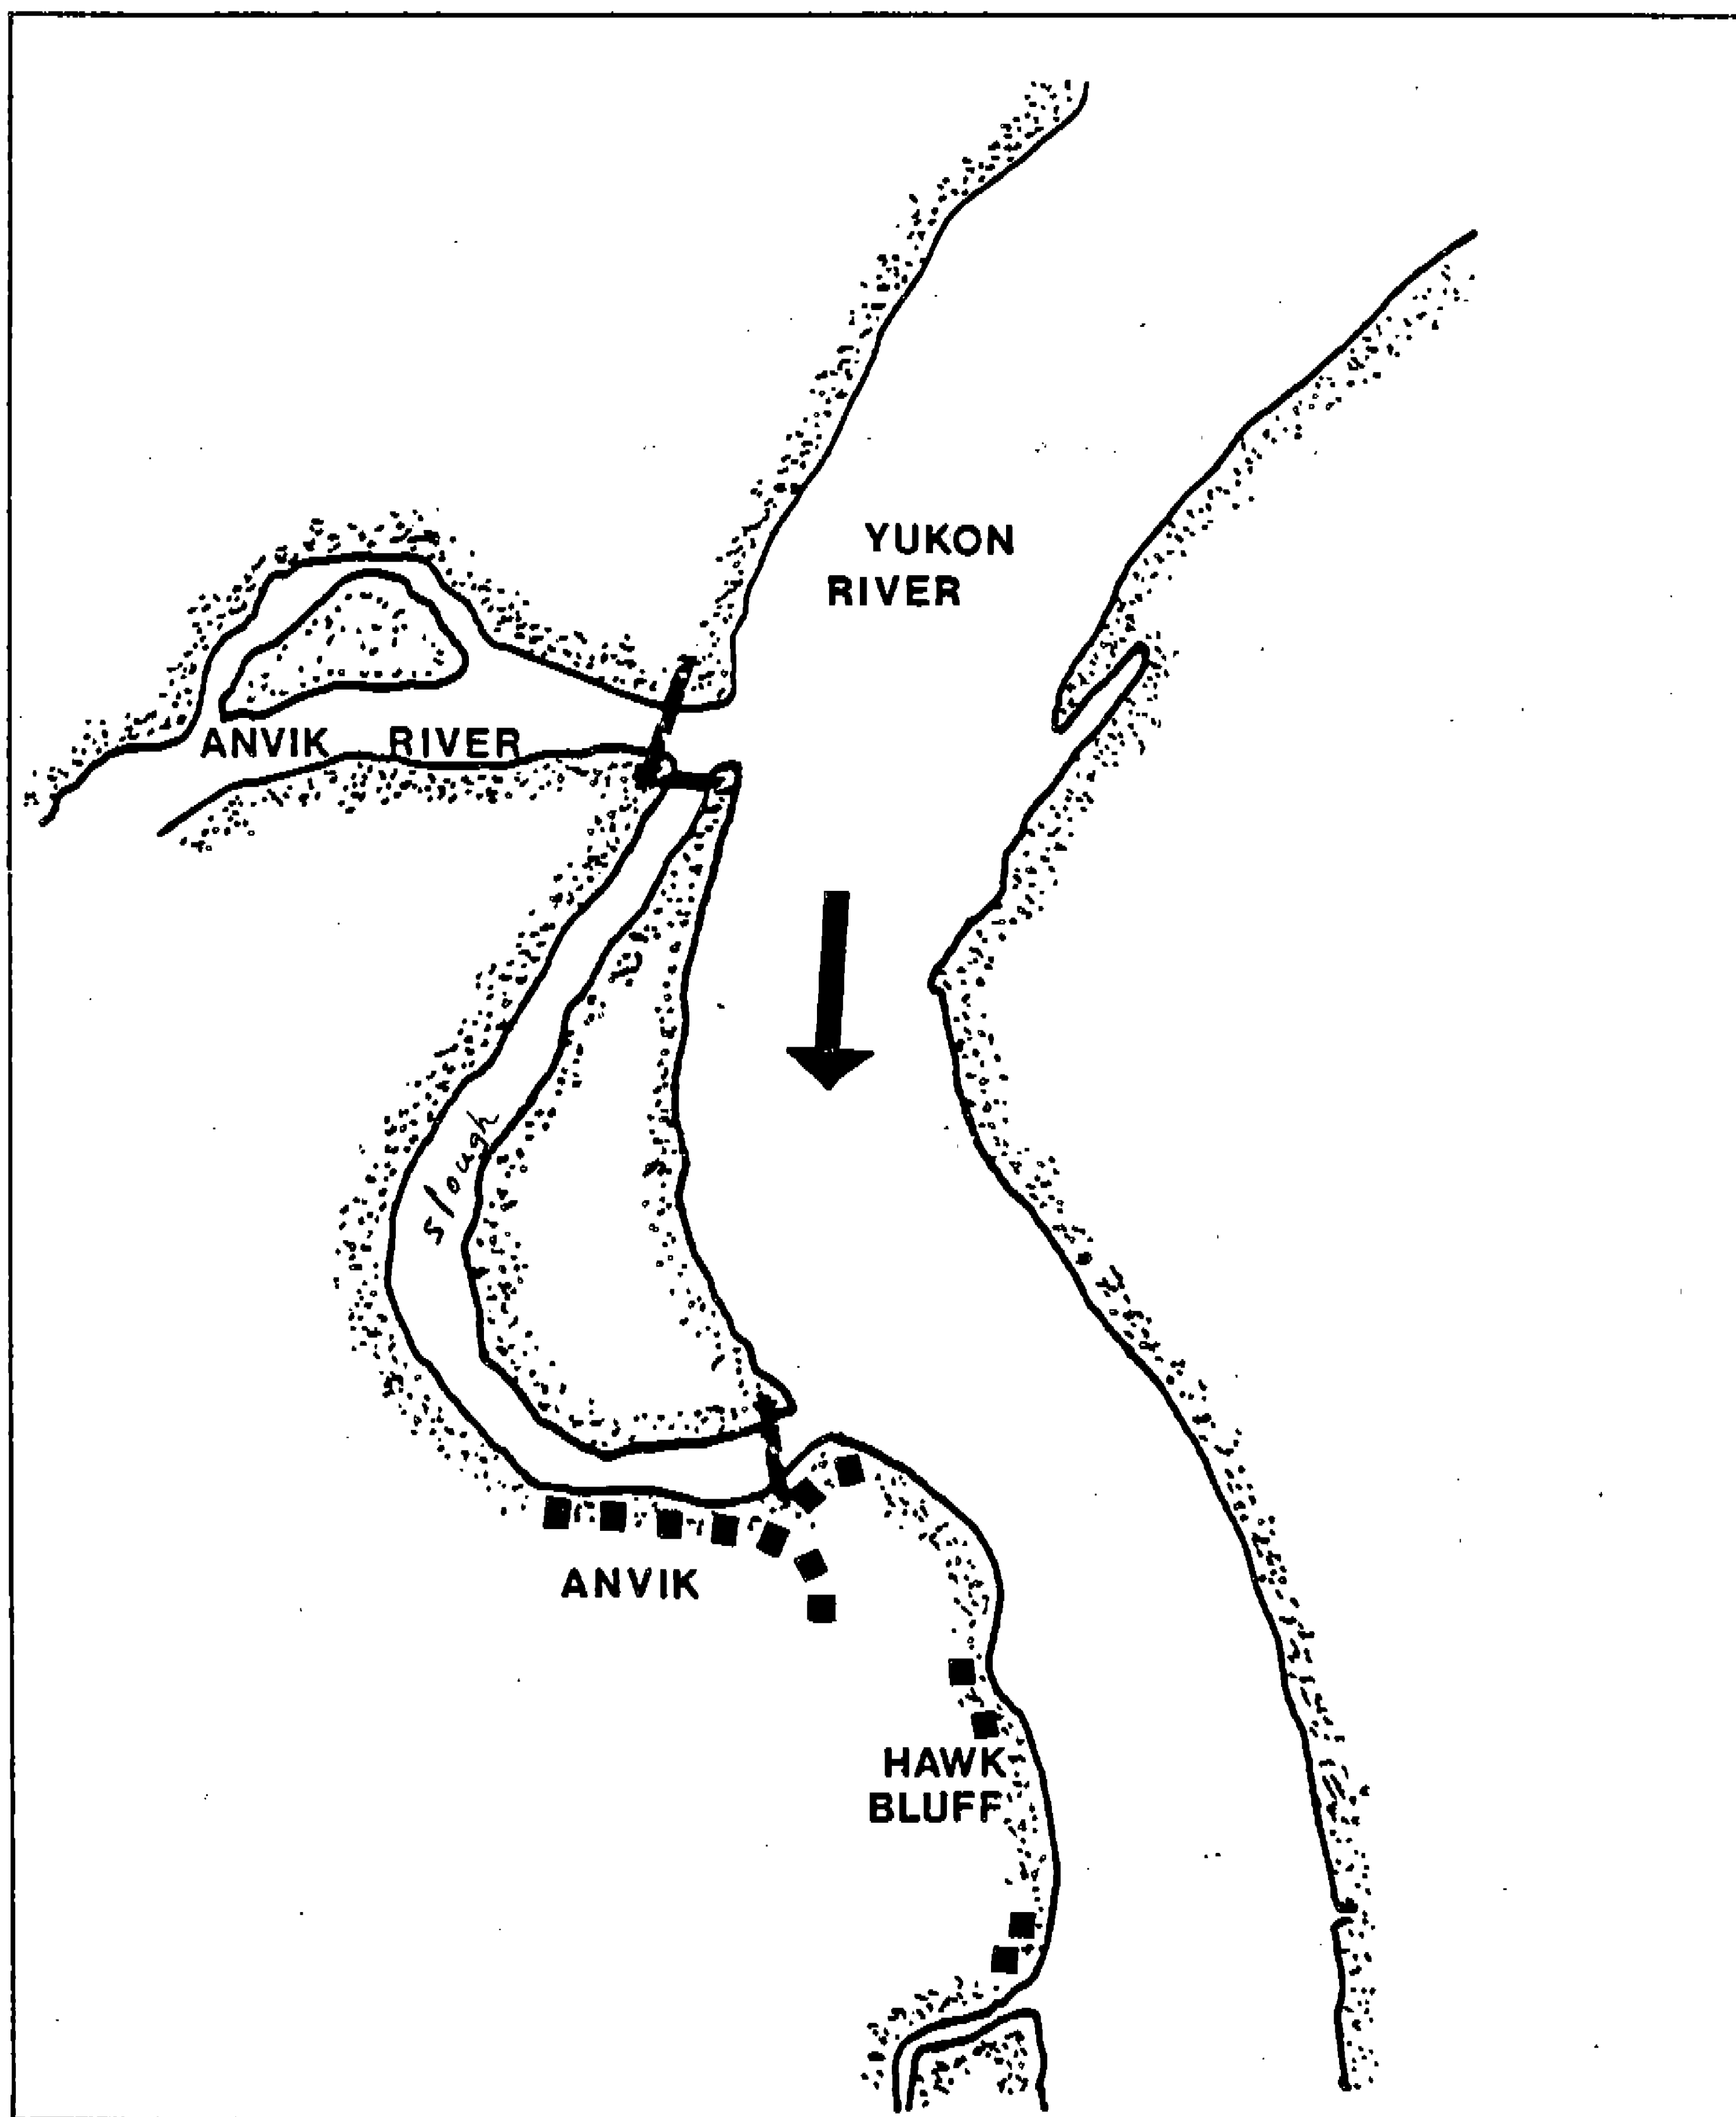 YUKON
RIVER
ANVIK RIVER
slough
ANVIK
HAWK
BLUFF